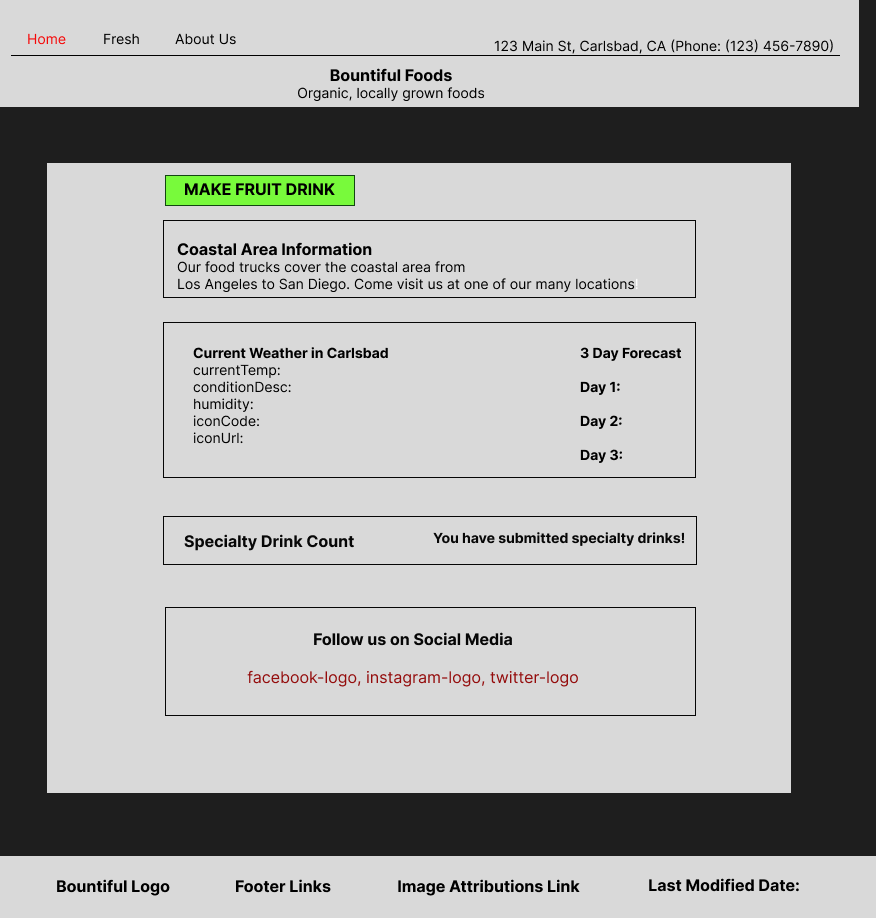 Home Fresh About Us
123 Main St, Carlsbad, CA (Phone: (123) 456-7890)
Bountiful Foods
Organic, locally grown foods
MAKE FRUIT DRINK
Coastal Area Information
Our food trucks cover the coastal area from
Los Angeles to San Diego. Come visit us at one of our many locations!
Current Weather in Carlsbad
currentTemp:
conditionDesc:
humidity:
iconCode:
iconUrl:
3 Day Forecast
Day 1:
Day 2:
Day 3:
Specialty Drink Count
You have submitted specialty drinks!
Follow us on Social Media
facebook-logo, instagram-logo, twitter-logo
Bountiful Logo
Footer Links
Image Attributions Link
Last Modified Date: